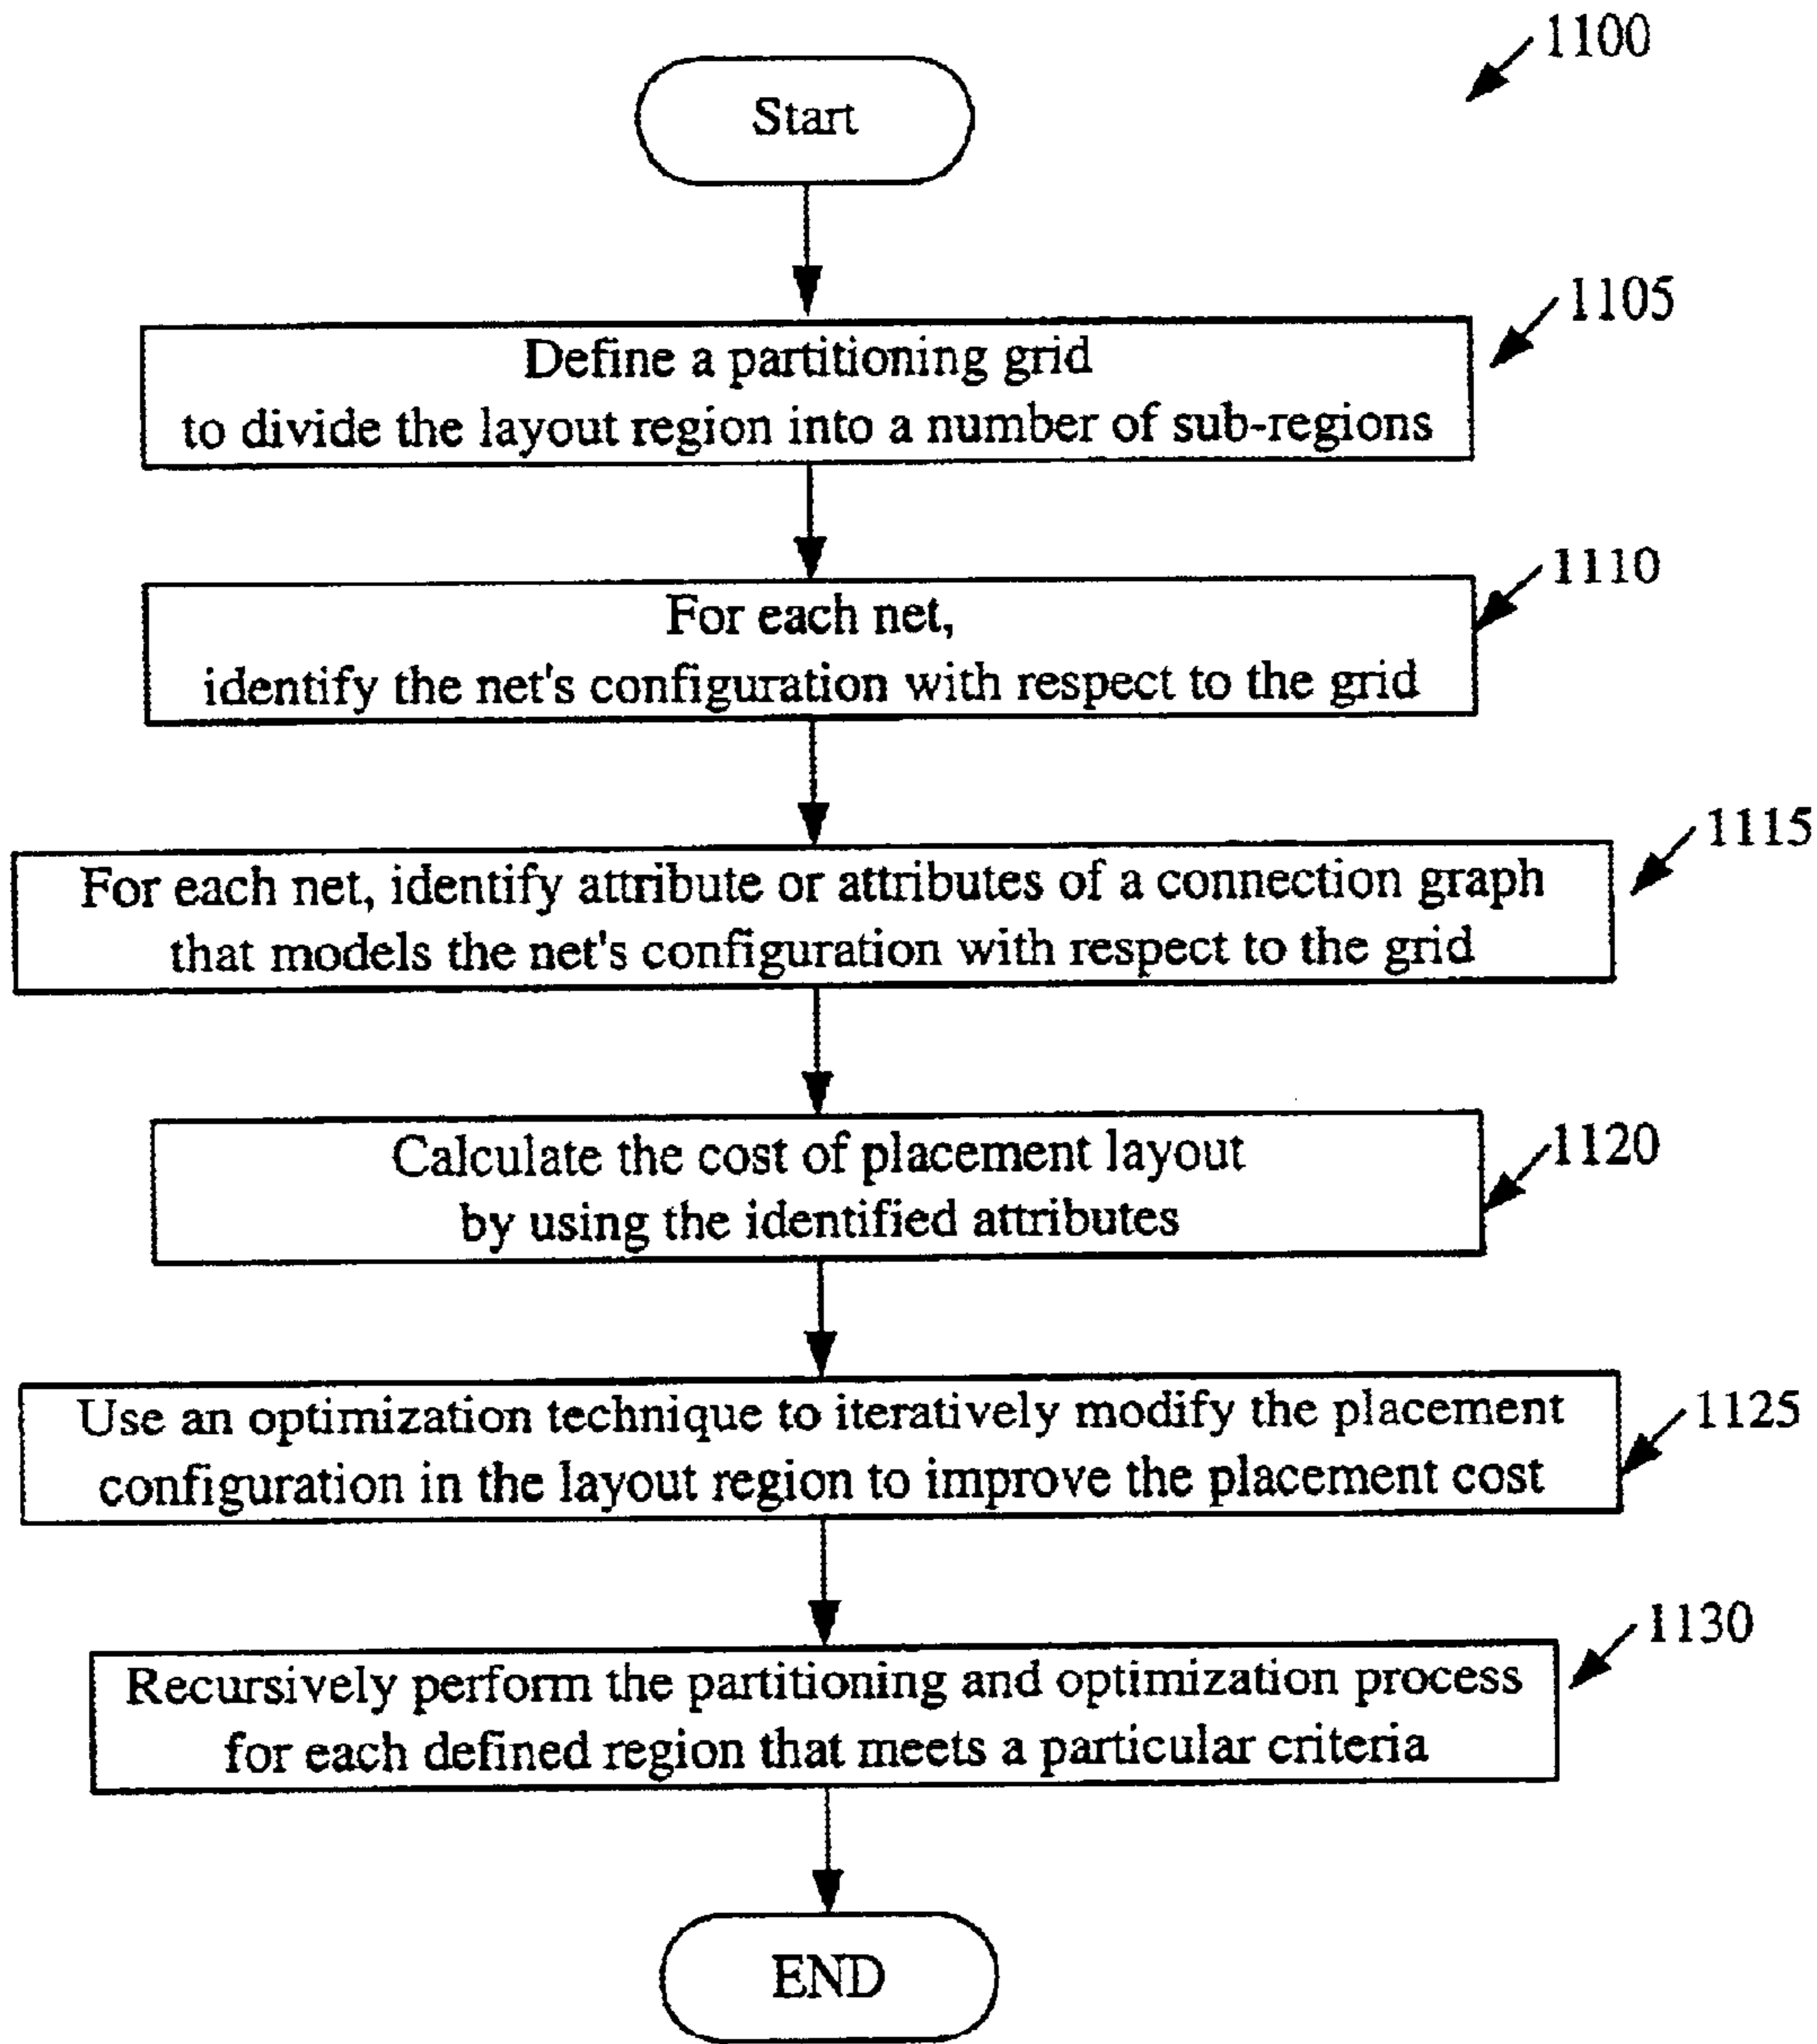 1100
Start
1105
Define a partitioning grid
to divide the layout region into a number of sub-regions
1110
For each net,
identify the net's configuration with respect to the grid
1115
For each net, identify attribute or attributes of a connection graph
that models the net's configuration with respect to the grid
1120
Calculate the cost of placement layout
by using the identified attributes
1125
Use an optimization technique to iteratively modify the placement
configuration in the layout region to improve the placement cost
1130
Recursively perform the partitioning and optimization process
for each defined region that meets a particular criteria
END